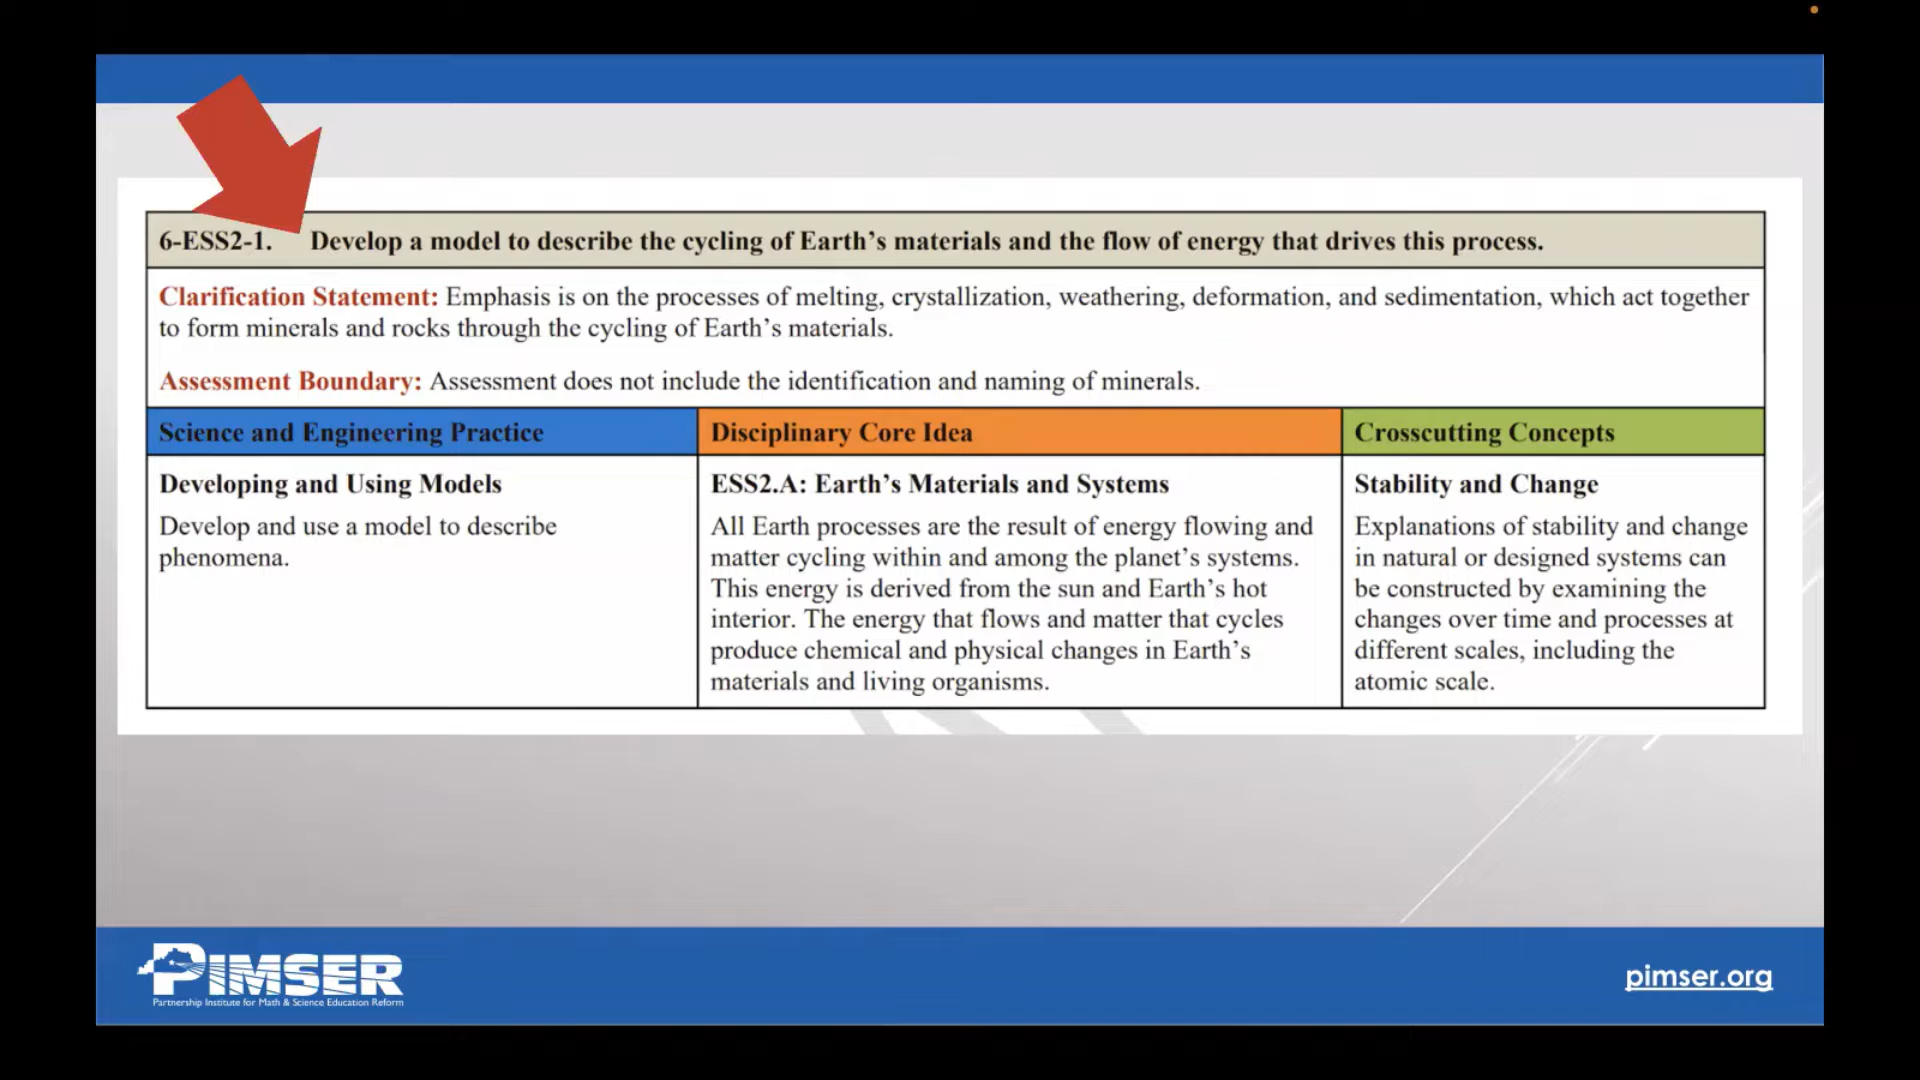 6-ESS2-1. Develop a model to describe the cycling of Earth’s materials and the flow of energy that drives this process.
Clarification Statement: Emphasis is on the processes of melting, crystallization, weathering, deformation, and sedimentation, which act together
to form minerals and rocks through the cycling of Earth’s materials.
Assessment Boundary: Assessment does not include the identification and naming of minerals.
Science and Engineering Practice
Developing and Using Models
Develop and use a model to describe
phenomena.
Disciplinary Core Idea
ESS2.A: Earth’s Materials and Systems
All Earth processes are the result of energy flowing and
matter cycling within and among the planet’s systems.
This energy is derived from the sun and Earth’s hot
interior. The energy that flows and matter that cycles
produce chemical and physical changes in Earth’s
materials and living organisms.
Crosscutting Concepts
Stability and Change
Explanations of stability and change
in natural or designed systems can
be constructed by examining the
changes over time and processes at
different scales, including the
atomic scale.
PIMSER
Partnership Institute for Math & Science Education Reform
pimser.org